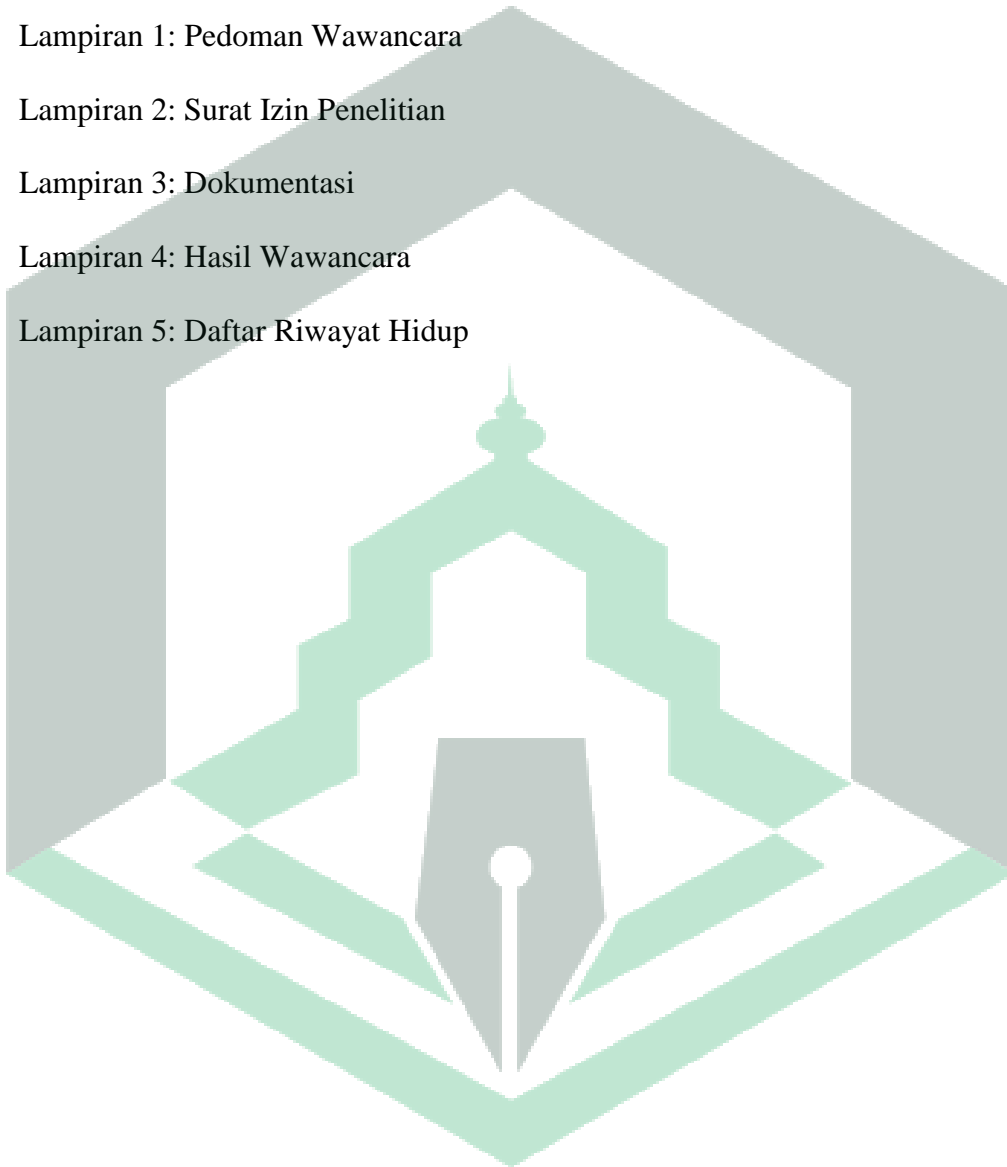 Lampiran 1: Pedoman Wawancara
Lampiran 2: Surat Izin Penelitian
Lampiran 3: Dokumentasi
Lampiran 4: Hasil Wawancara
Lampiran 5: Daftar Riwayat Hidup